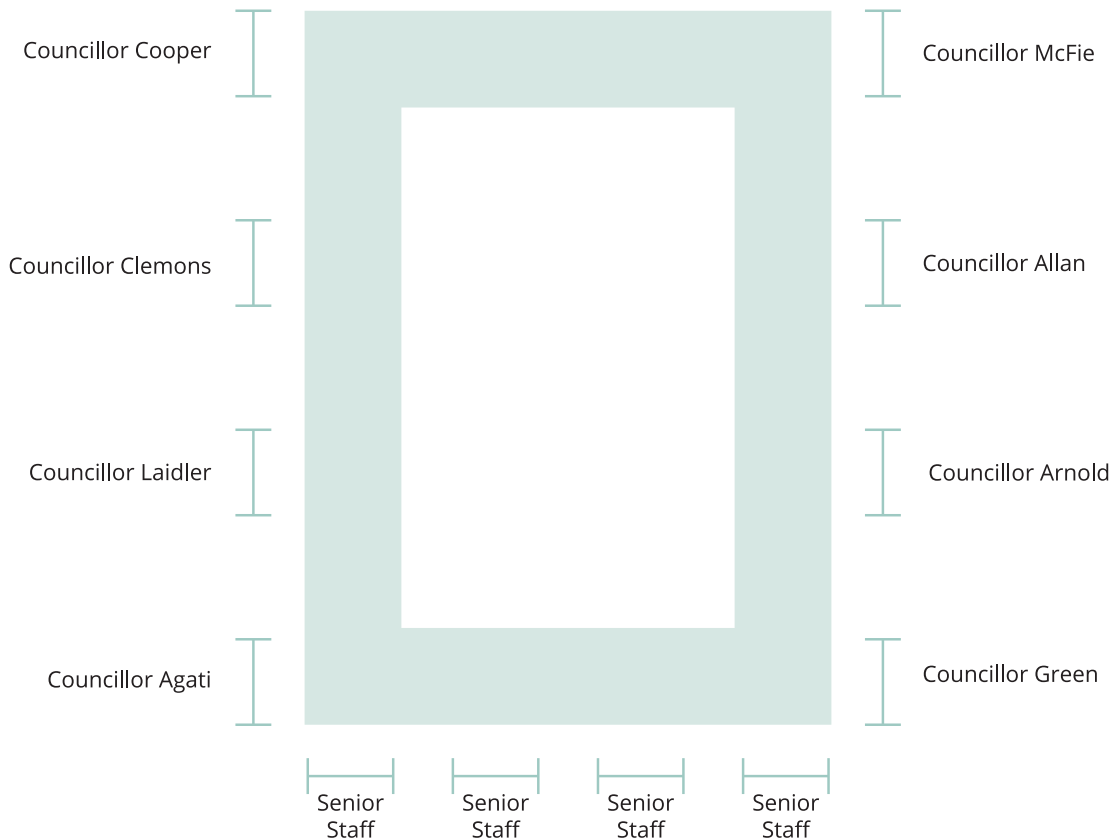 Councillor Cooper
Councillor McFie
Councillor Clemons
Councillor Allan
Councillor Laidler
Councillor Arnold
Councillor Agati
Councillor Green
Senior
Staff
Senior
Staff
Senior
Staff
Senior
Staff